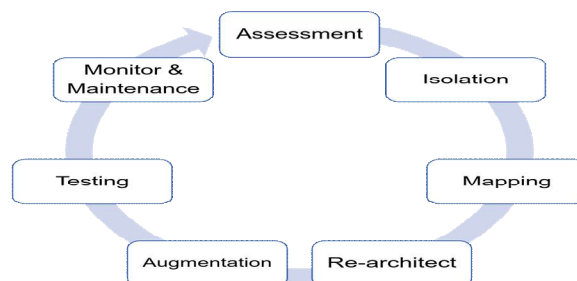 Assessment
Isolation
Mapping
Re-architect
Augmentation
Testing
Monitor &
Maintenance